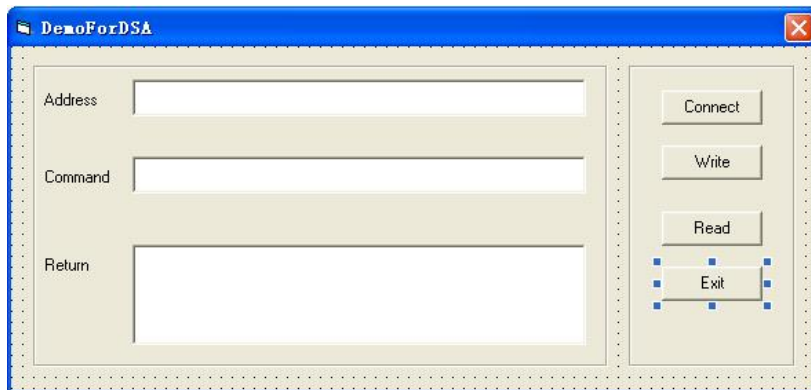 DemoForDSA
Address
Connect
Command
Write
Return
Read
Exit